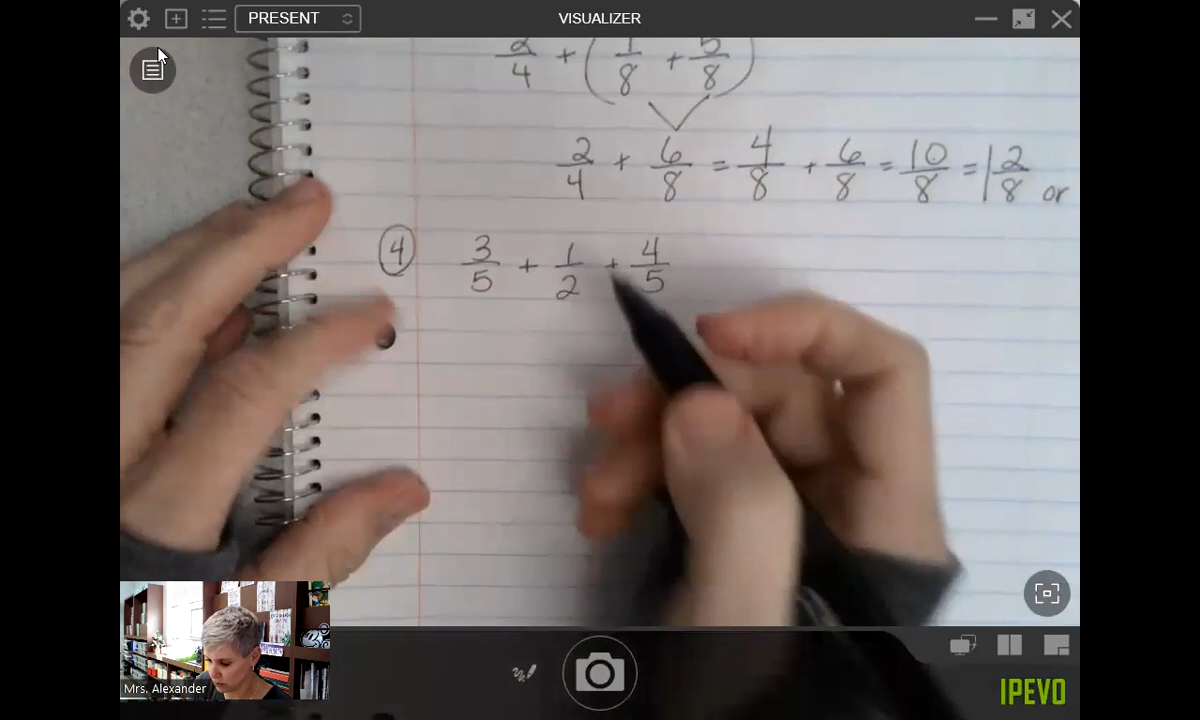 PRESENT
VISUALIZER
2/4 + (1/8 + 5/8)
2/4 + 6/8 = 4/8 + 6/8 = 10/8 = 1 2/8 or
4 3/5 + 1/2 + 4/5
Mrs. Alexander
IPEVO